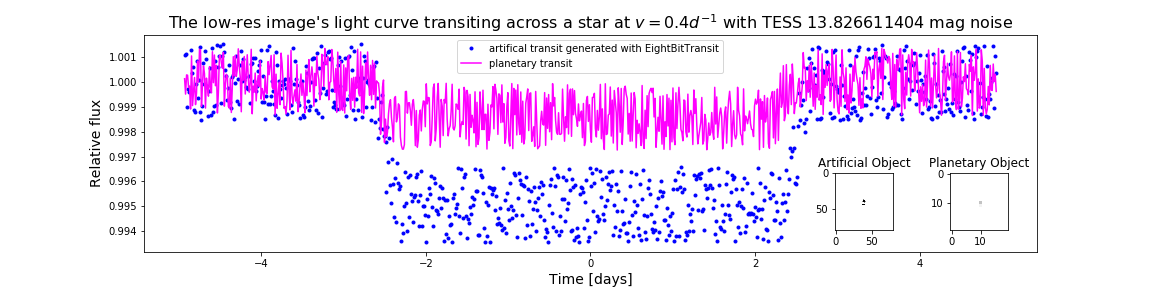 The low-res image's light curve transiting across a star at v = 0.4d⁻¹ with TESS 13.826611404 mag noise
artifical transit generated with EightBitTransit
planetary transit
Relative flux
1.001
1.000
0.999
0.998
0.997
0.996
0.995
0.994
Artificial Object
0
50
0 50
Planetary Object
0
10
0 10
−4 −2 0 2 4
Time [days]